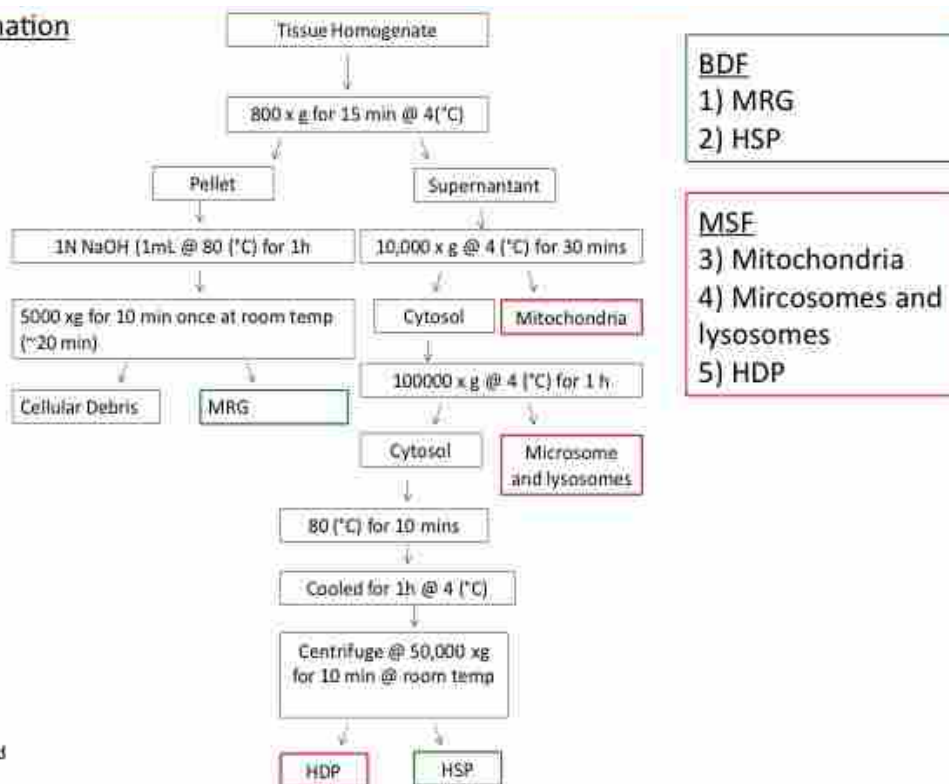 nation
Tissue Homogenate
800 x g for 15 min @ 4(°C)
Pellet
Supernantant
1N NaOH (1mL @ 80 (°C) for 1h
10,000 x g @ 4 (°C) for 30 mins
5000 xg for 10 min once at room temp
(~20 min)
Cytosol
Mitochondria
100000 x g @ 4 (°C) for 1 h
Cellular Debris
MRG
Cytosol
Microsome
and lysosomes
80 (°C) for 10 mins
Cooled for 1h @ 4 (°C)
Centrifuge @ 50,000 xg
for 10 min @ room temp
HDP
HSP
BDF
1) MRG
2) HSP
MSF
3) Mitochondria
4) Mircosomes and
lysosomes
5) HDP